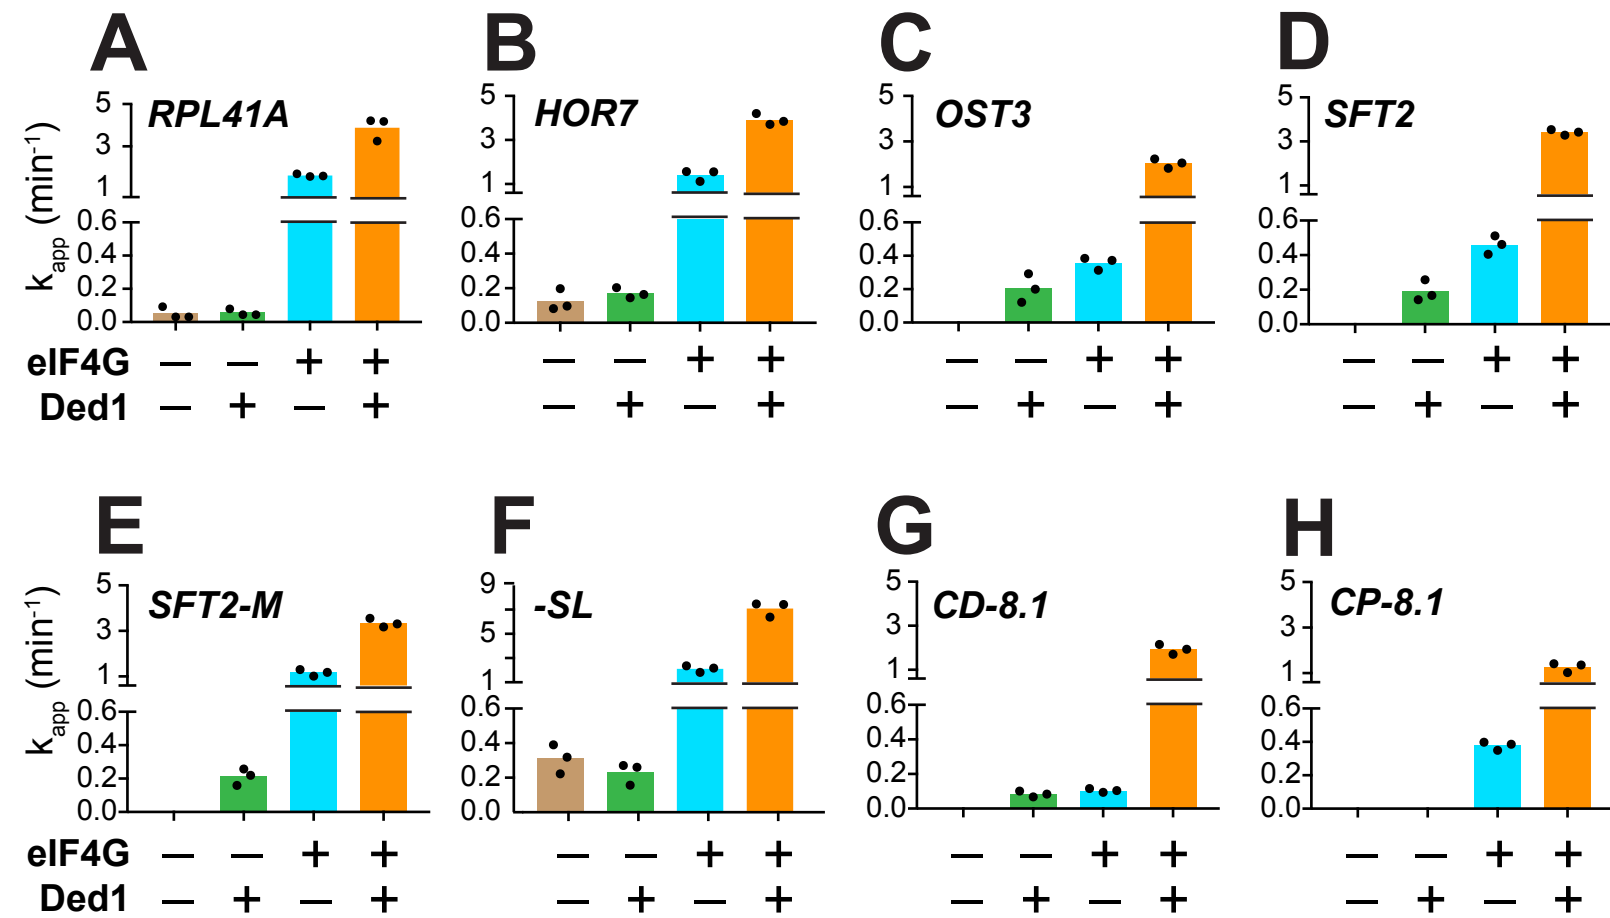 A B C D
RPL41A HOR7 OST3 SFT2
k_app (min⁻¹)
5 5 5 5
3 3 3 3
1 1 1 1
0.6 0.6 0.6 0.6
0.4 0.4 0.4 0.4
0.2 0.2 0.2 0.2
0.0 0.0 0.0 0.0
eIF4G — — + + — — + + — — + + — — + +
Ded1 — + — + — + — + — + — + — + — +
E F G H
SFT2-M -SL CD-8.1 CP-8.1
k_app (min⁻¹)
5 9 5 5
3 5 3 3
1 1 1 1
0.6 0.6 0.6 0.6
0.4 0.4 0.4 0.4
0.2 0.2 0.2 0.2
0.0 0.0 0.0 0.0
eIF4G — — + + — — + + — — + + — — + +
Ded1 — + — + — + — + — + — + — + — +